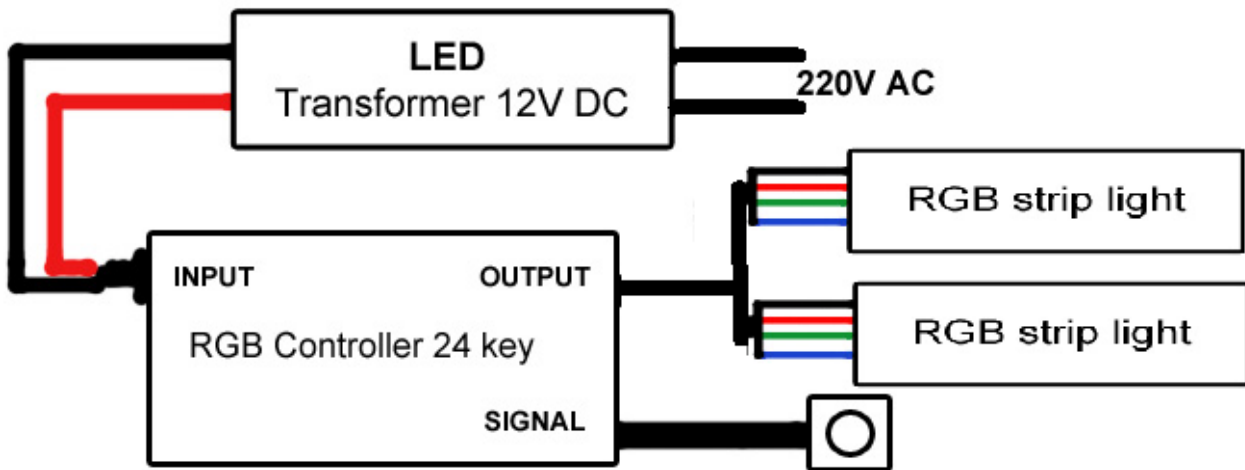 LED
Transformer 12V DC
220V AC
RGB strip light
INPUT
OUTPUT
RGB Controller 24 key
RGB strip light
SIGNAL